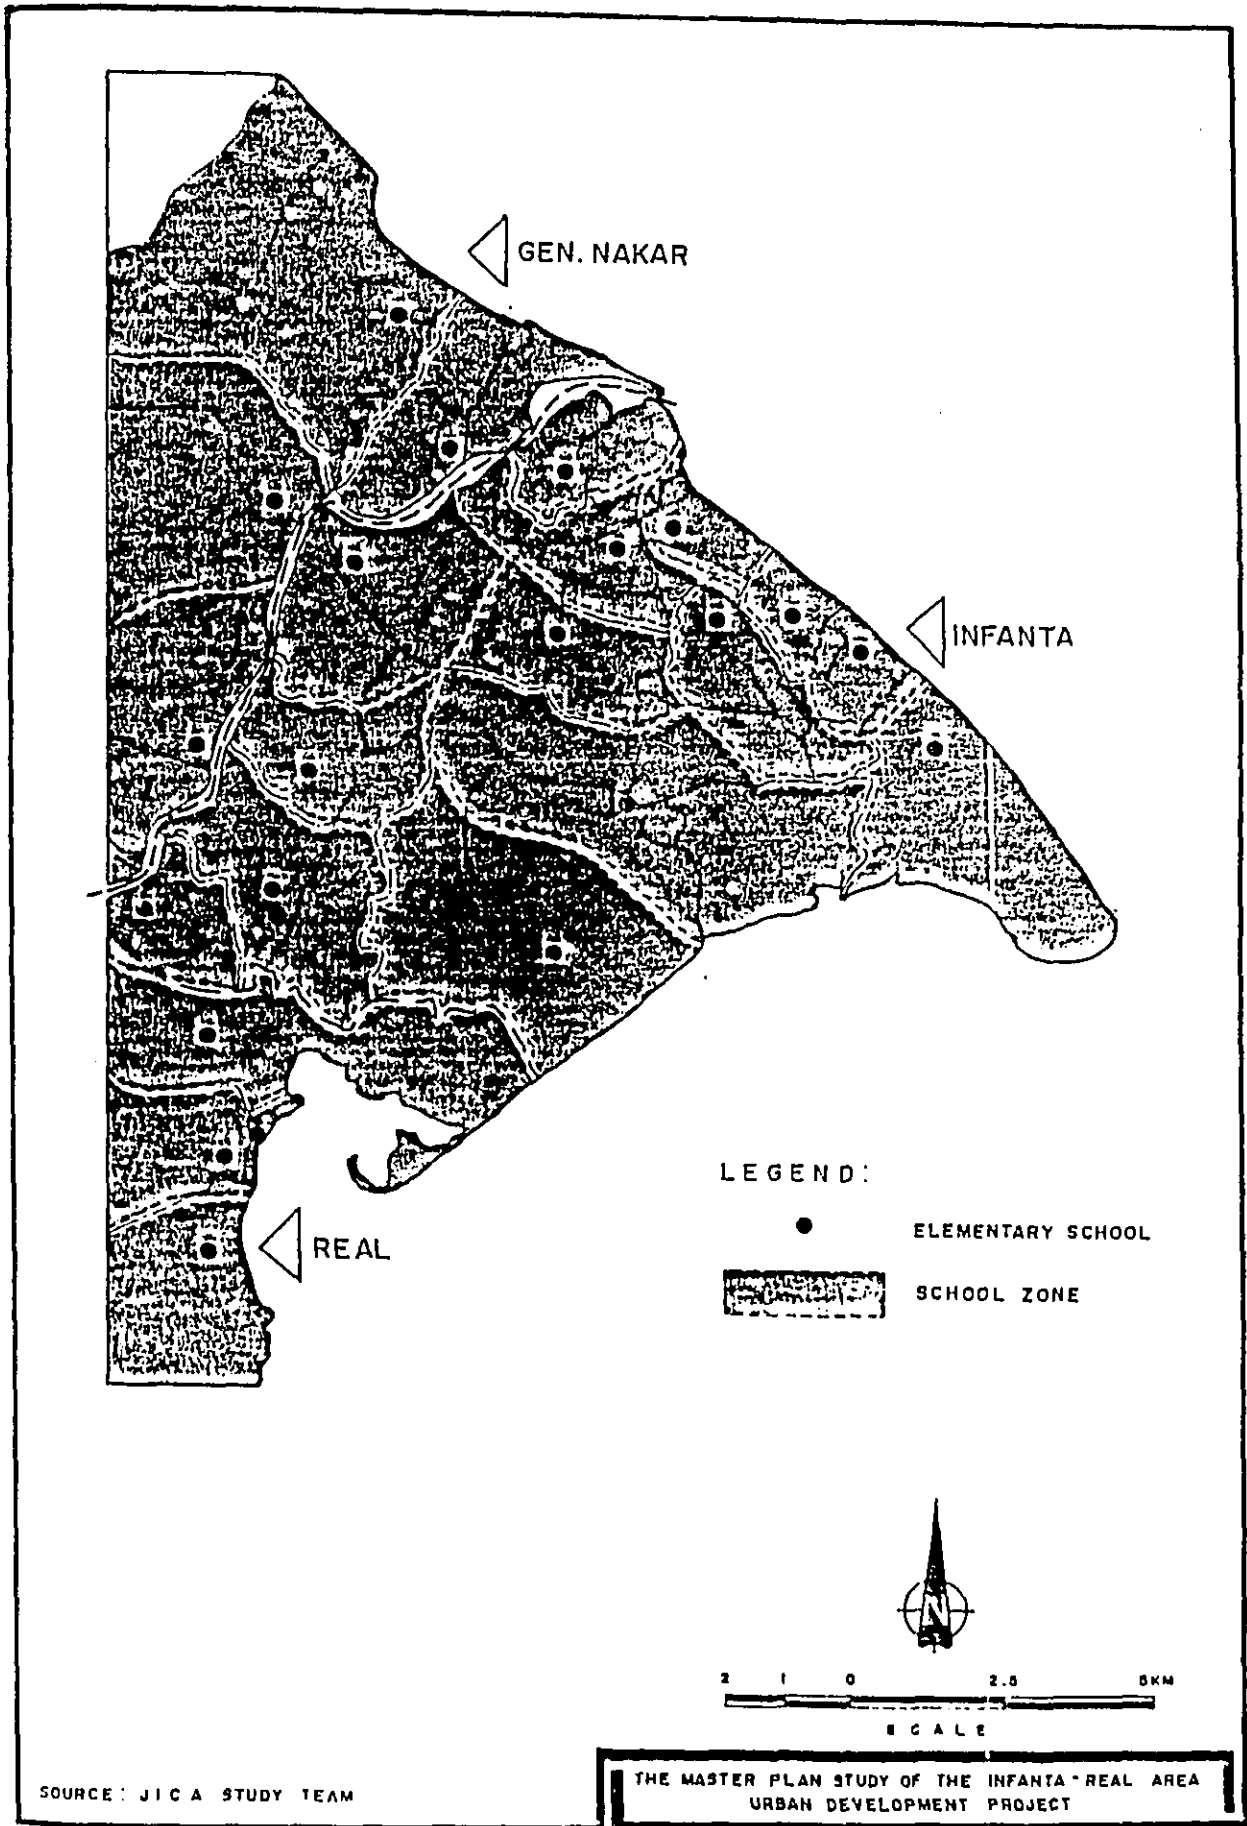 GEN. NAKAR
INFANTA
REAL
LEGEND:
ELEMENTARY SCHOOL
SCHOOL ZONE
N
2 1 0 2.5 5KM
SCALE
SOURCE: JICA STUDY TEAM
THE MASTER PLAN STUDY OF THE INFANTA-REAL AREA
URBAN DEVELOPMENT PROJECT